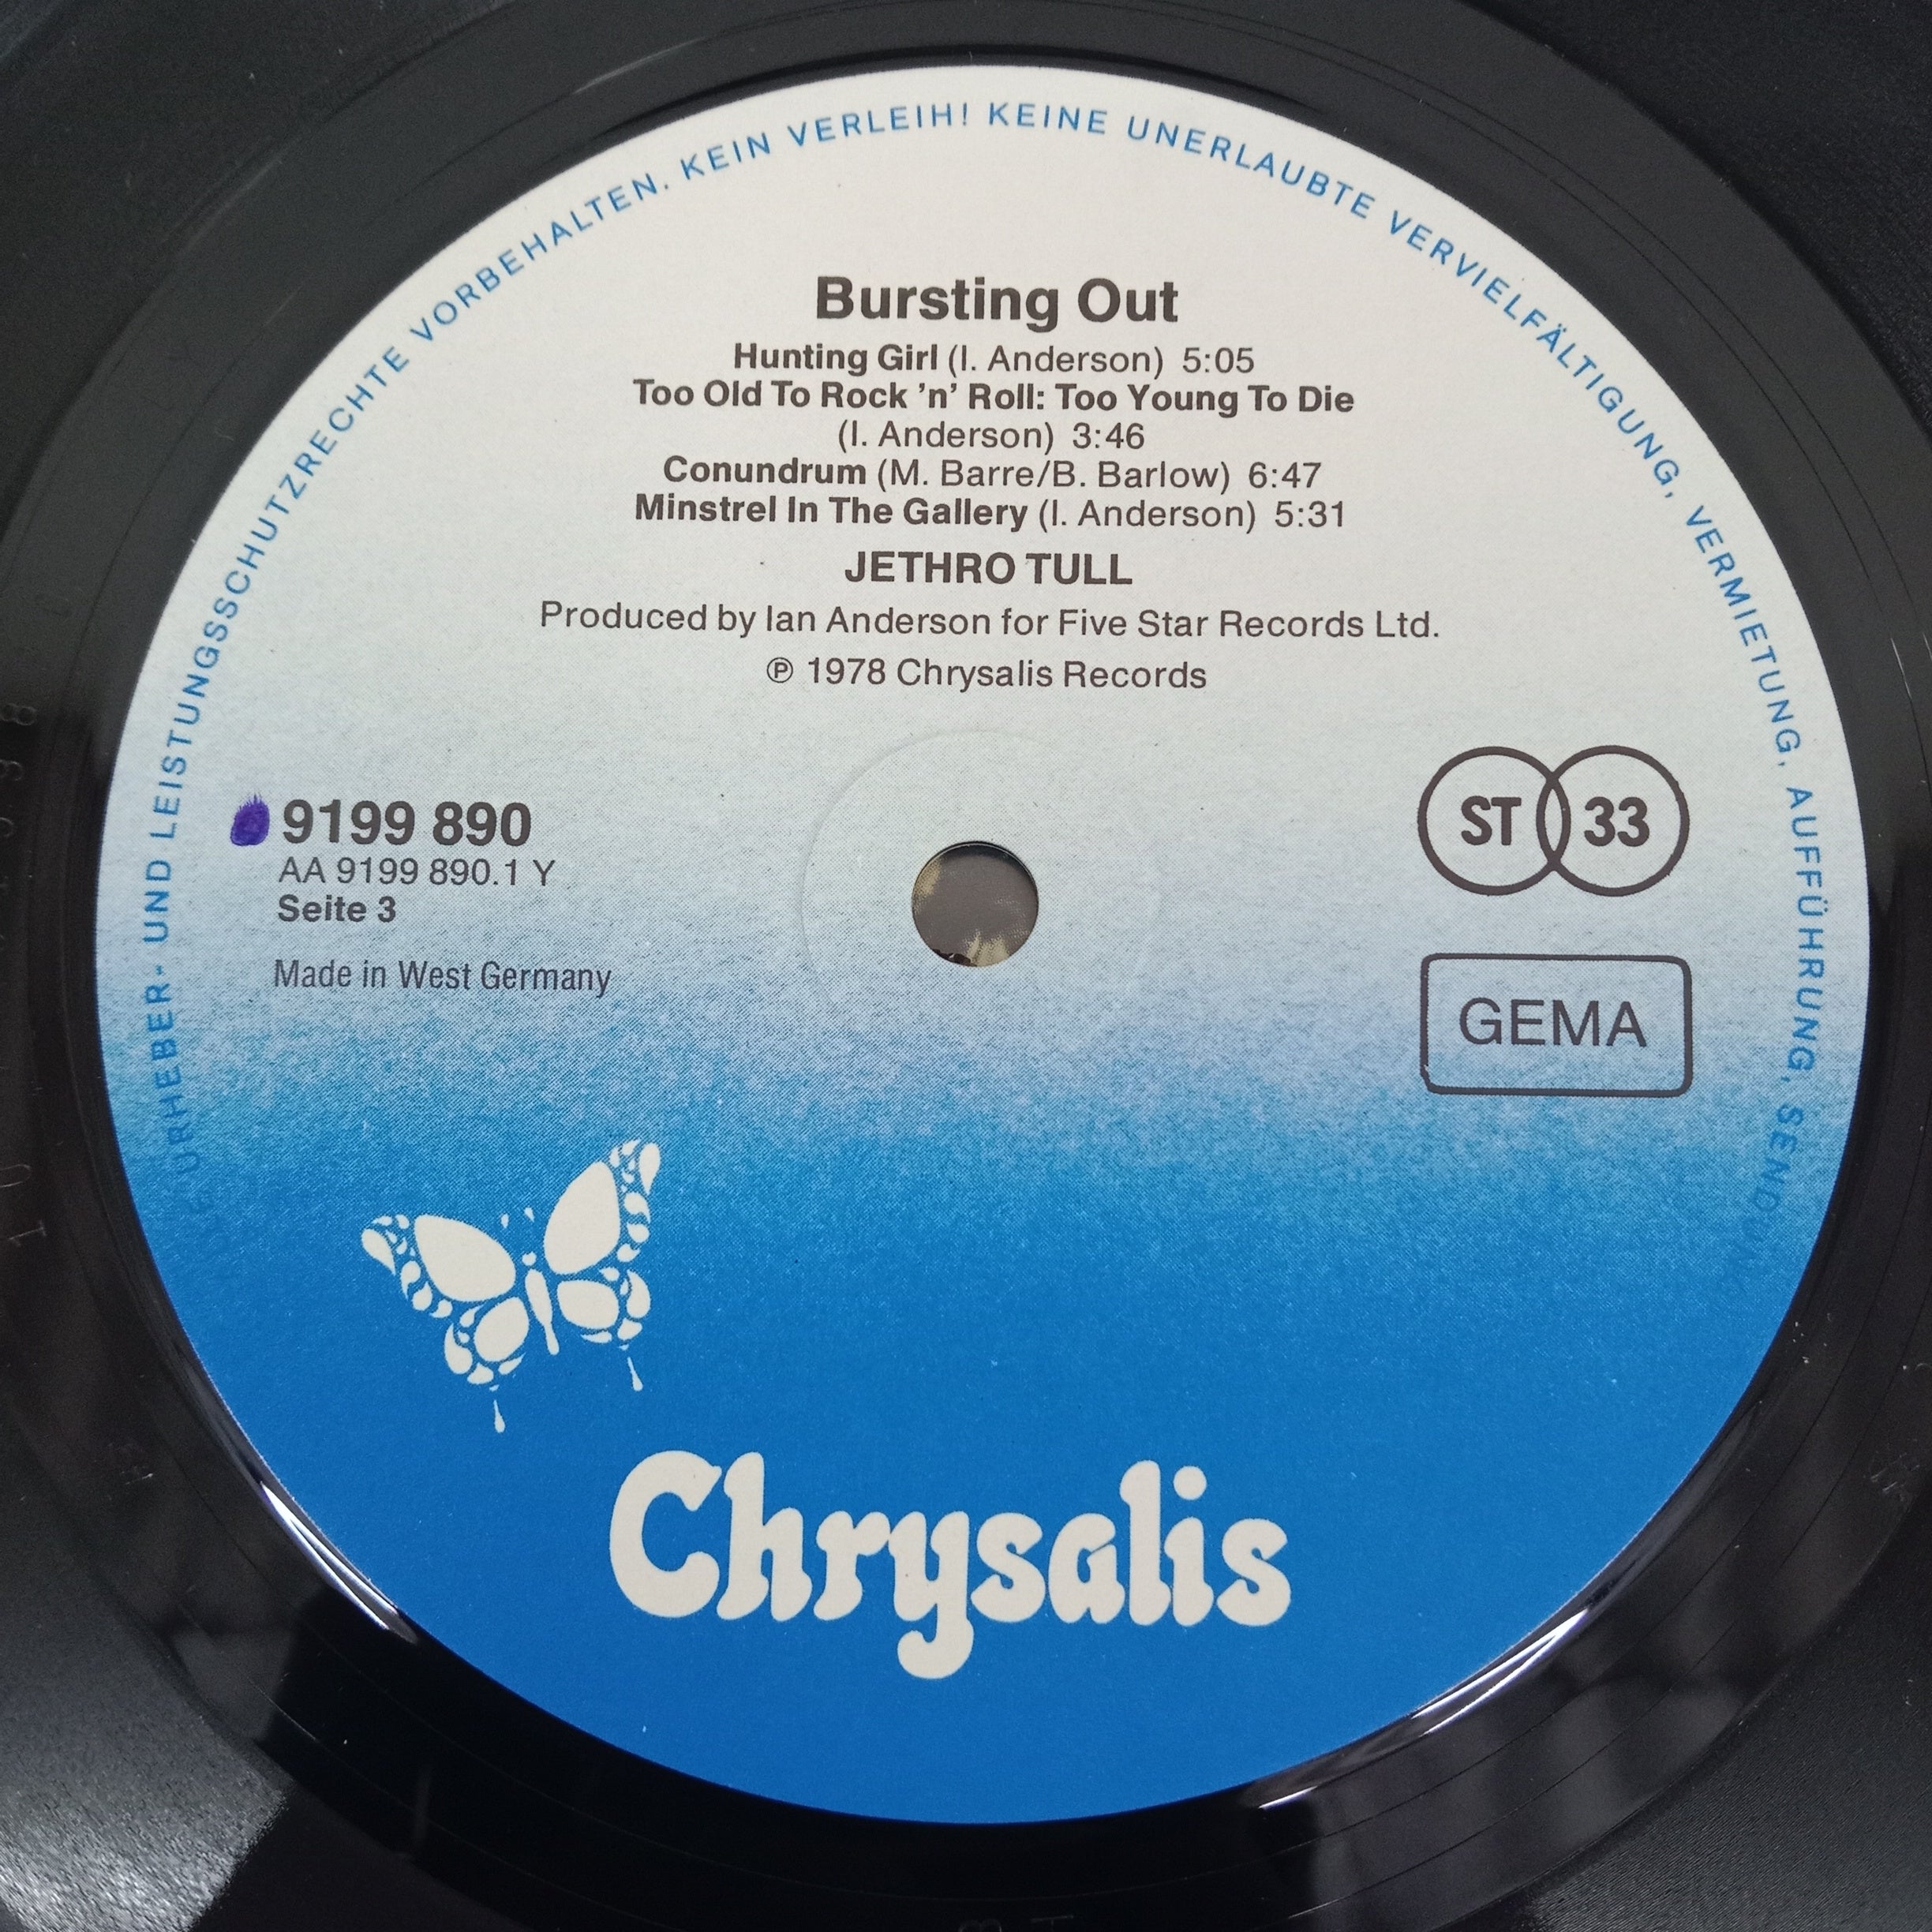 ALLE URHEBER- UND LEISTUNGSSCHUTZRECHTE VORBEHALTEN. KEIN VERLEIH! KEINE UNERLAUBTE VERVIELFÄLTIGUNG, VERMIETUNG, AUFFÜHRUNG, SENDUNG
Bursting Out
Hunting Girl (I. Anderson) 5:05
Too Old To Rock 'n' Roll: Too Young To Die
(I. Anderson) 3:46
Conundrum (M. Barre/B. Barlow) 6:47
Minstrel In The Gallery (I. Anderson) 5:31
JETHRO TULL
Produced by Ian Anderson for Five Star Records Ltd.
℗ 1978 Chrysalis Records
9199 890
AA 9199 890.1 Y
Seite 3
Made in West Germany
ST 33
GEMA
Chrysalis